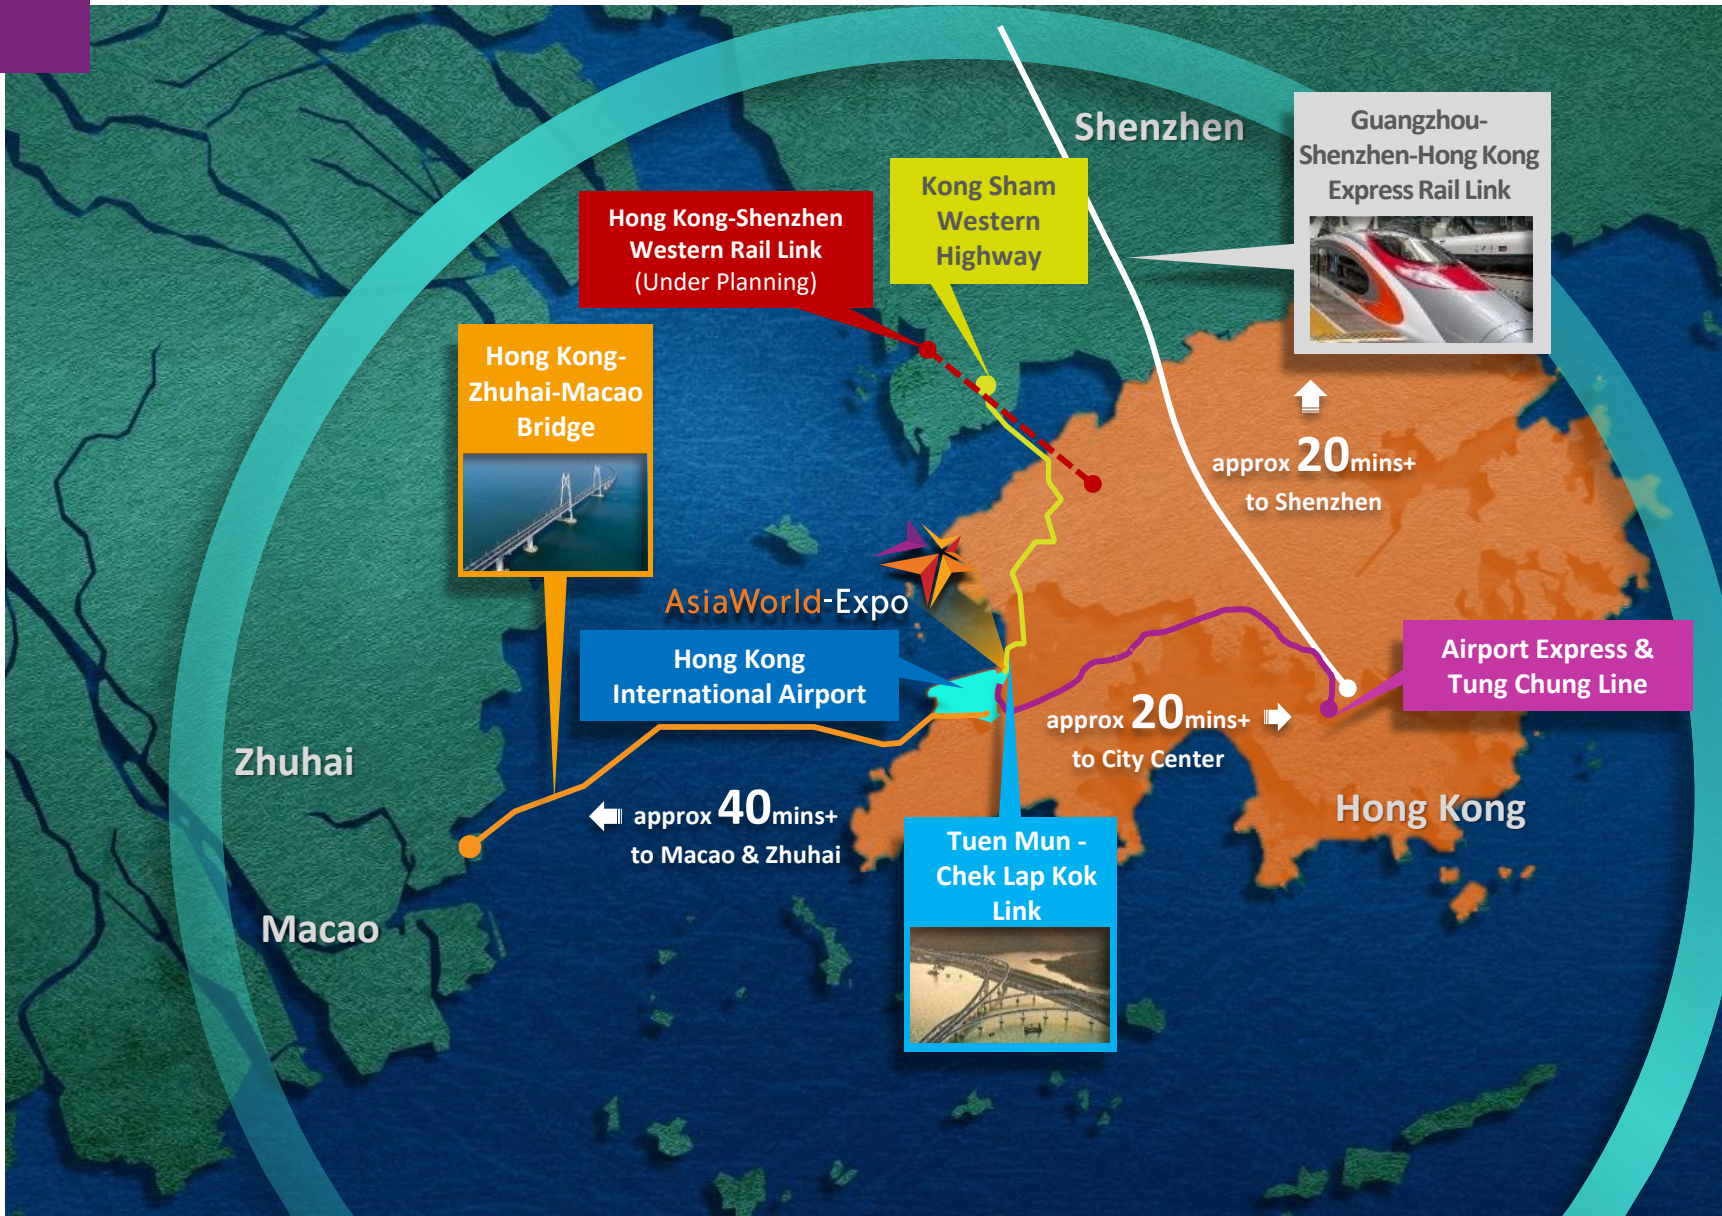 Shenzhen
Guangzhou-
Shenzhen-Hong Kong
Express Rail Link
Kong Sham
Western
Highway
Hong Kong-Shenzhen
Western Rail Link
(Under Planning)
Hong Kong-
Zhuhai-Macao
Bridge
approx 20mins+
to Shenzhen
AsiaWorld-Expo
Hong Kong
International Airport
Airport Express &
Tung Chung Line
approx 20mins+
to City Center
Zhuhai
approx 40mins+
to Macao & Zhuhai
Hong Kong
Tuen Mun -
Chek Lap Kok
Link
Macao